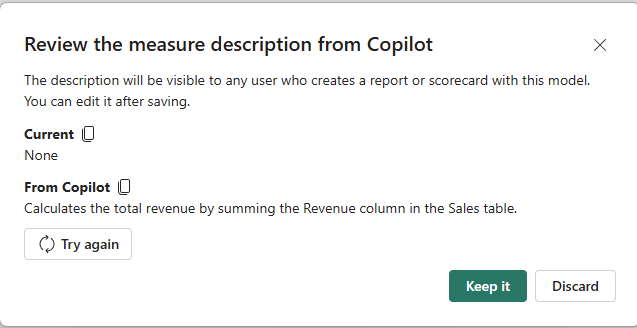 Review the measure description from Copilot
The description will be visible to any user who creates a report or scorecard with this model.
You can edit it after saving.
Current
None
From Copilot
Calculates the total revenue by summing the Revenue column in the Sales table.
Try again
Keep it
Discard